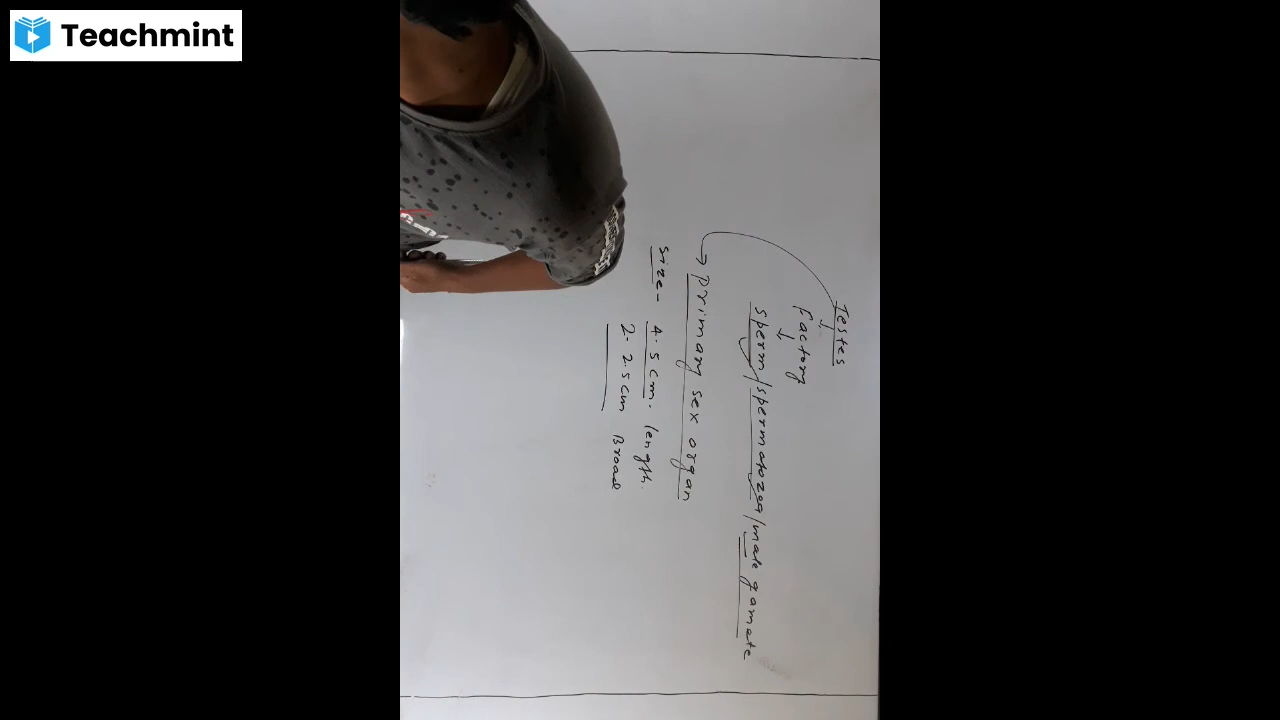 Teachmint
Testes
↓
factory
↓
sperm/spermatozoa/male gamate
→ primary sex organ
size - 4.5 cm. length.
2-2.5 cm Broad